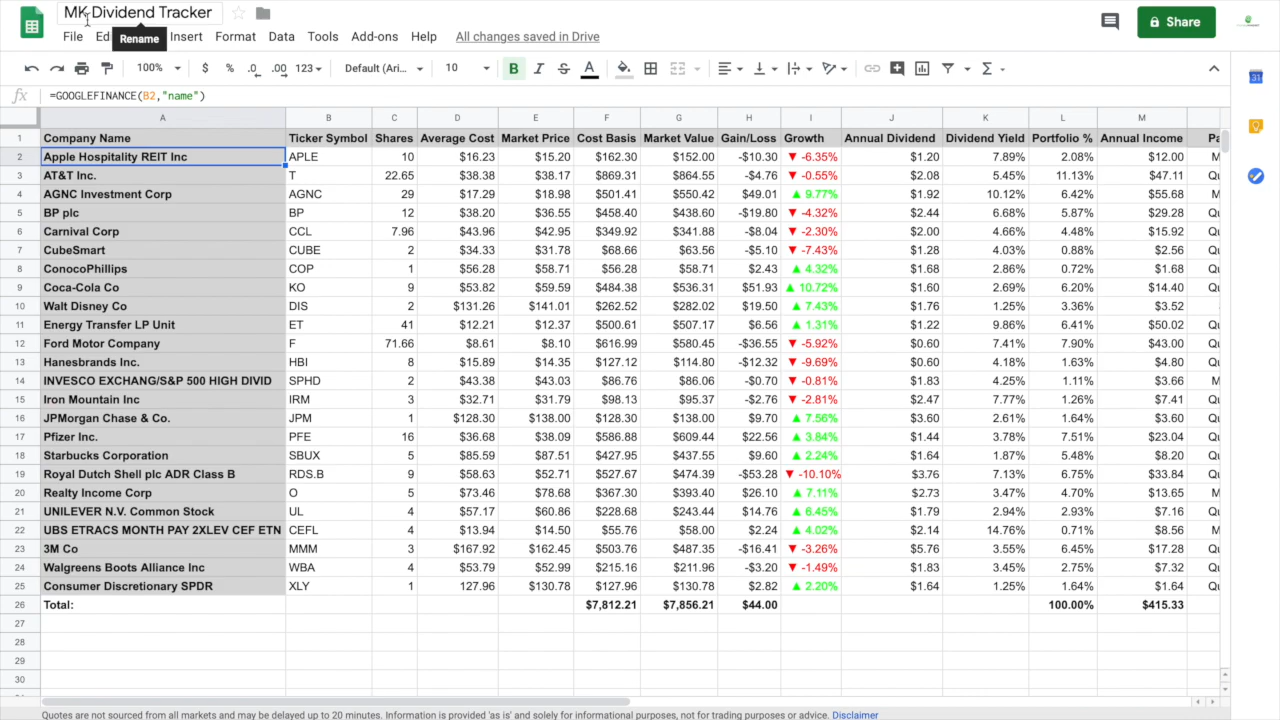 MK Dividend Tracker
File Ed Insert Format Data Tools Add-ons Help All changes saved in Drive
Rename
Share
100% $ % .0 .00 123 Default (Ari... 10 B I S A
fx =GOOGLEFINANCE(B2,"name")
A B C D E F G H I J K L M
1 Company Name Ticker Symbol Shares Average Cost Market Price Cost Basis Market Value Gain/Loss Growth Annual Dividend Dividend Yield Portfolio % Annual Income Pa
2 Apple Hospitality REIT Inc APLE 10 $16.23 $15.20 $162.30 $152.00 -$10.30 ▼ -6.35% $1.20 7.89% 2.08% $12.00 M
3 AT&T Inc. T 22.65 $38.38 $38.17 $869.31 $864.55 -$4.76 ▼ -0.55% $2.08 5.45% 11.13% $47.11 Qu
4 AGNC Investment Corp AGNC 29 $17.29 $18.98 $501.41 $550.42 $49.01 ▲ 9.77% $1.92 10.12% 6.42% $55.68 M
5 BP plc BP 12 $38.20 $36.55 $458.40 $438.60 -$19.80 ▼ -4.32% $2.44 6.68% 5.87% $29.28 Qu
6 Carnival Corp CCL 7.96 $43.96 $42.95 $349.92 $341.88 -$8.04 ▼ -2.30% $2.00 4.66% 4.48% $15.92 Qu
7 CubeSmart CUBE 2 $34.33 $31.78 $68.66 $63.56 -$5.10 ▼ -7.43% $1.28 4.03% 0.88% $2.56 Qu
8 ConocoPhillips COP 1 $56.28 $58.71 $56.28 $58.71 $2.43 ▲ 4.32% $1.68 2.86% 0.72% $1.68 Qu
9 Coca-Cola Co KO 9 $53.82 $59.59 $484.38 $536.31 $51.93 ▲ 10.72% $1.60 2.69% 6.20% $14.40 Qu
10 Walt Disney Co DIS 2 $131.26 $141.01 $262.52 $282.02 $19.50 ▲ 7.43% $1.76 1.25% 3.36% $3.52
11 Energy Transfer LP Unit ET 41 $12.21 $12.37 $500.61 $507.17 $6.56 ▲ 1.31% $1.22 9.86% 6.41% $50.02 Qu
12 Ford Motor Company F 71.66 $8.61 $8.10 $616.99 $580.45 -$36.55 ▼ -5.92% $0.60 7.41% 7.90% $43.00 Qu
13 Hanesbrands Inc. HBI 8 $15.89 $14.35 $127.12 $114.80 -$12.32 ▼ -9.69% $0.60 4.18% 1.63% $4.80 Qu
14 INVESCO EXCHANG/S&P 500 HIGH DIVID SPHD 2 $43.38 $43.03 $86.76 $86.06 -$0.70 ▼ -0.81% $1.83 4.25% 1.11% $3.66 M
15 Iron Mountain Inc IRM 3 $32.71 $31.79 $98.13 $95.37 -$2.76 ▼ -2.81% $2.47 7.77% 1.26% $7.41 Qu
16 JPMorgan Chase & Co. JPM 1 $128.30 $138.00 $128.30 $138.00 $9.70 ▲ 7.56% $3.60 2.61% 1.64% $3.60 Qu
17 Pfizer Inc. PFE 16 $36.68 $38.09 $586.88 $609.44 $22.56 ▲ 3.84% $1.44 3.78% 7.51% $23.04 Qu
18 Starbucks Corporation SBUX 5 $85.59 $87.51 $427.95 $437.55 $9.60 ▲ 2.24% $1.64 1.87% 5.48% $8.20 Qu
19 Royal Dutch Shell plc ADR Class B RDS.B 9 $58.63 $52.71 $527.67 $474.39 -$53.28 ▼ -10.10% $3.76 7.13% 6.75% $33.84 Qu
20 Realty Income Corp O 5 $73.46 $78.68 $367.30 $393.40 $26.10 ▲ 7.11% $2.73 3.47% 4.70% $13.65 M
21 UNILEVER N.V. Common Stock UL 4 $57.17 $60.86 $228.68 $243.44 $14.76 ▲ 6.45% $1.79 2.94% 2.93% $7.16 Qu
22 UBS ETRACS MONTH PAY 2XLEV CEF ETN CEFL 4 $13.94 $14.50 $55.76 $58.00 $2.24 ▲ 4.02% $2.14 14.76% 0.71% $8.56 M
23 3M Co MMM 3 $167.92 $162.45 $503.76 $487.35 -$16.41 ▼ -3.26% $5.76 3.55% 6.45% $17.28 Qu
24 Walgreens Boots Alliance Inc WBA 4 $53.79 $52.99 $215.16 $211.96 -$3.20 ▼ -1.49% $1.83 3.45% 2.75% $7.32 Qu
25 Consumer Discretionary SPDR XLY 1 127.96 $130.78 $127.96 $130.78 $2.82 ▲ 2.20% $1.64 1.25% 1.64% $1.64 Qu
26 Total: $7,812.21 $7,856.21 $44.00 100.00% $415.33
27
28
29
30
Quotes are not sourced from all markets and may be delayed up to 20 minutes. Information is provided 'as is' and solely for informational purposes, not for trading purposes or advice. Disclaimer